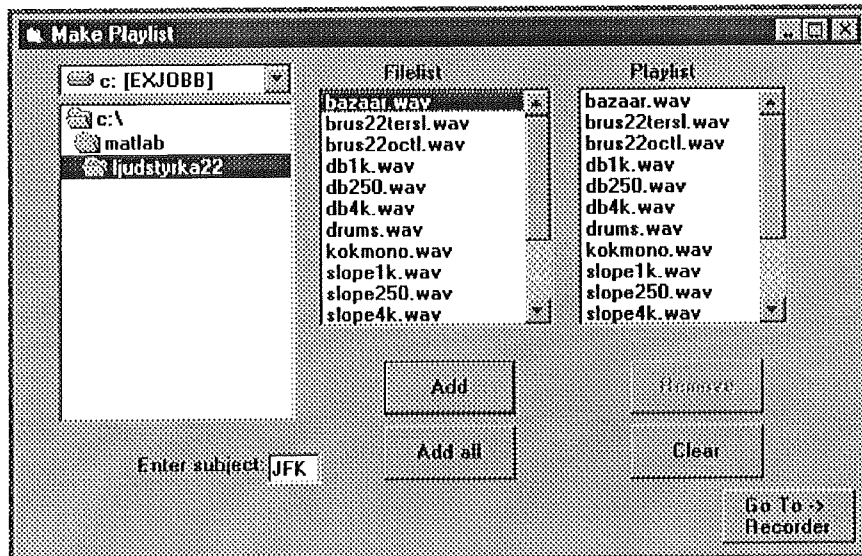 Make Playlist
c: [EXJOBB]
c:\
matlab
ljudstyrka22
Filelist
bazaar.wav
brus22tersl.wav
brus22octl.wav
db1k.wav
db250.wav
db4k.wav
drums.wav
kokmono.wav
slope1k.wav
slope250.wav
slope4k.wav
Playlist
bazaar.wav
brus22tersl.wav
brus22octl.wav
db1k.wav
db250.wav
db4k.wav
drums.wav
kokmono.wav
slope1k.wav
slope250.wav
slope4k.wav
Add
Remove
Add all
Clear
Enter subject: JFK
Go To ->
Recorder